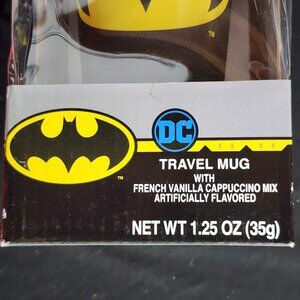 DC
TRAVEL MUG
WITH
FRENCH VANILLA CAPPUCCINO MIX
ARTIFICIALLY FLAVORED
NET WT 1.25 OZ (35g)